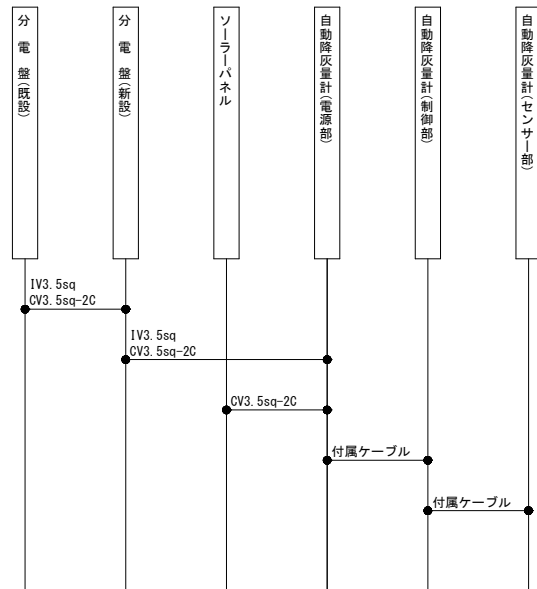 分電盤(既設)
分電盤(新設)
ソーラーパネル
自動降灰量計(電源部)
自動降灰量計(制御部)
自動降灰量計(センサー部)
IV3.5sq
CV3.5sq-2C
IV3.5sq
CV3.5sq-2C
CV3.5sq-2C
付属ケーブル
付属ケーブル